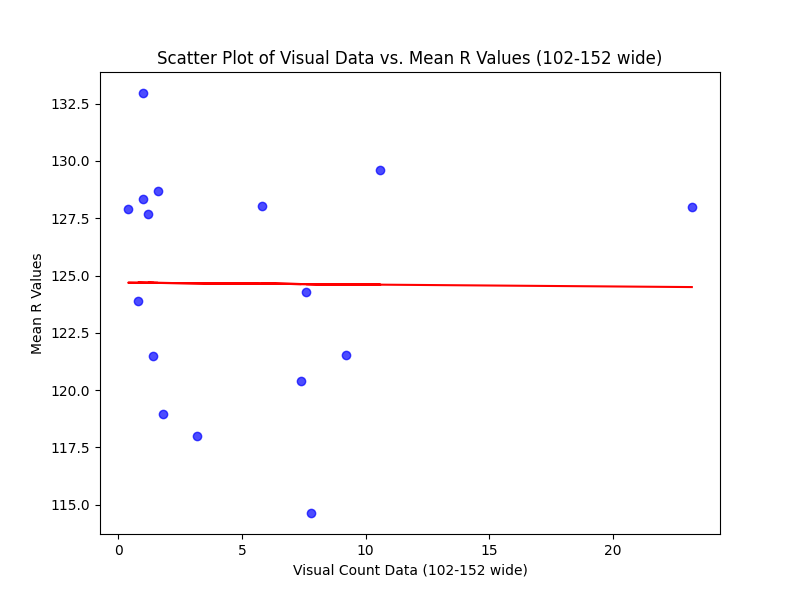 Scatter Plot of Visual Data vs. Mean R Values (102-152 wide)
132.5
130.0
127.5
125.0
122.5
120.0
117.5
115.0
Mean R Values
0 5 10 15 20
Visual Count Data (102-152 wide)